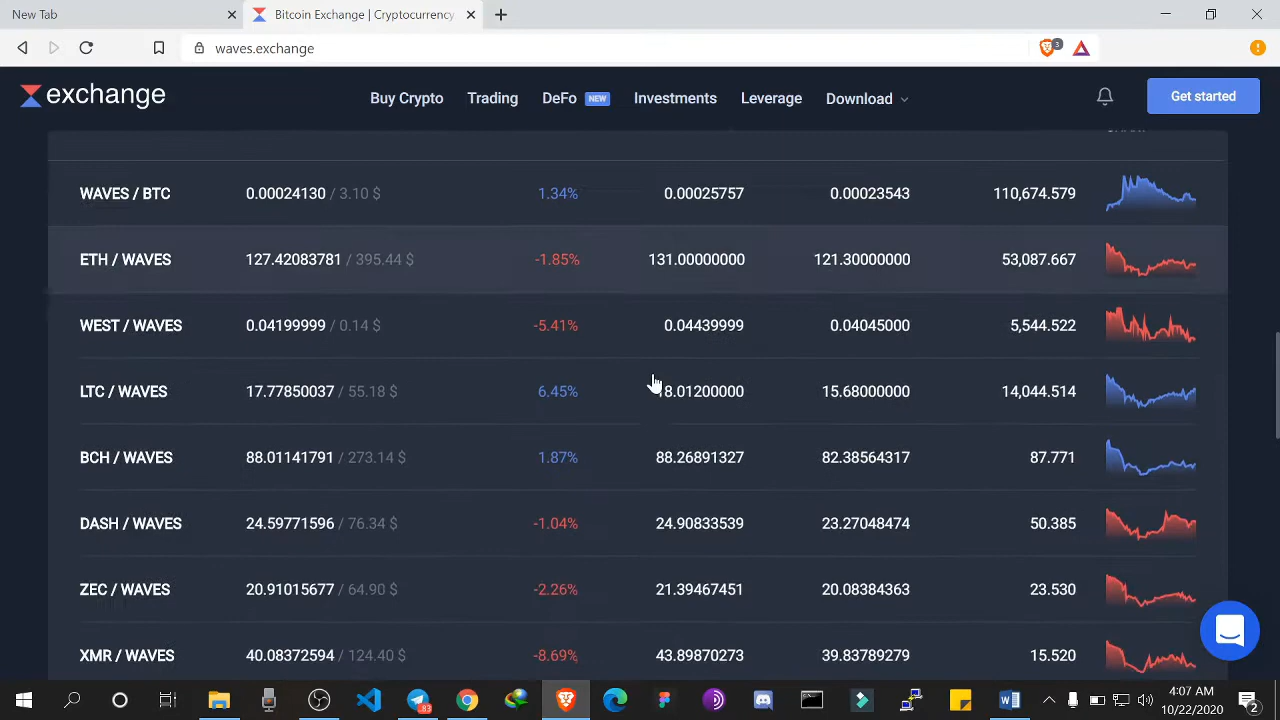 New Tab
Bitcoin Exchange | Cryptocurrency
waves.exchange
3
exchange
Buy Crypto Trading DeFo NEW Investments Leverage Download
Get started
WAVES / BTC 0.00024130 / 3.10 $ 1.34% 0.00025757 0.00023543 110,674.579
ETH / WAVES 127.42083781 / 395.44 $ -1.85% 131.00000000 121.30000000 53,087.667
WEST / WAVES 0.04199999 / 0.14 $ -5.41% 0.04439999 0.04045000 5,544.522
LTC / WAVES 17.77850037 / 55.18 $ 6.45% 18.01200000 15.68000000 14,044.514
BCH / WAVES 88.01141791 / 273.14 $ 1.87% 88.26891327 82.38564317 87.771
DASH / WAVES 24.59771596 / 76.34 $ -1.04% 24.90833539 23.27048474 50.385
ZEC / WAVES 20.91015677 / 64.90 $ -2.26% 21.39467451 20.08384363 23.530
XMR / WAVES 40.08372594 / 124.40 $ -8.69% 43.89870273 39.83789279 15.520
83
4:07 AM
10/22/2020
2